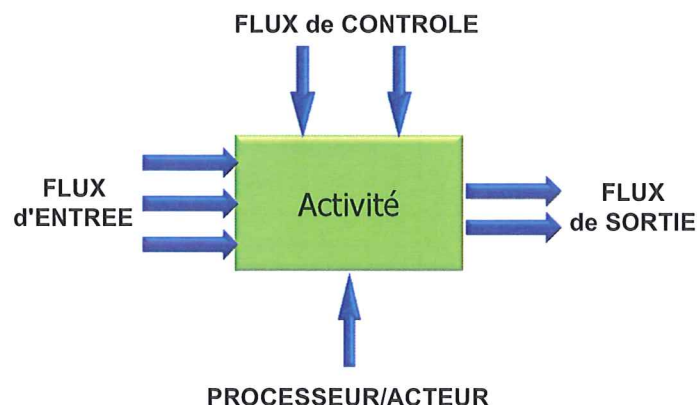 FLUX de CONTROLE
FLUX
d'ENTREE
Activité
FLUX
de SORTIE
PROCESSEUR/ACTEUR